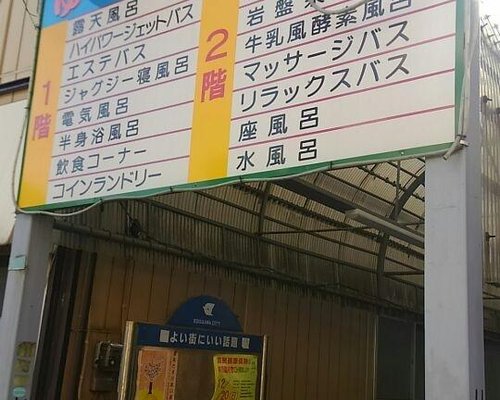 ゆ
露天風呂
ハイパワージェットバス
エステバス
ジャグジー寝風呂
電気風呂
半身浴風呂
飲食コーナー
コインランドリー
1階
2階
岩盤
牛乳風呂酵素風呂
マッサージバス
リラックスバス
座風呂
水風呂
よい街にいい話題